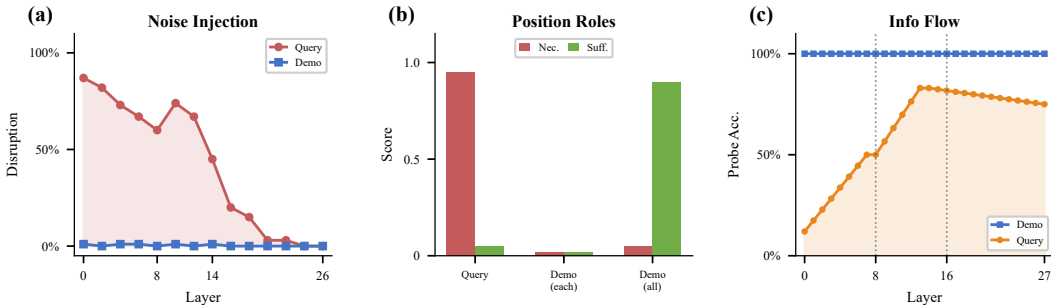 (a)
Noise Injection
100%
50%
0%
Disruption
Query
Demo
0 8 14 26
Layer
(b)
Position Roles
Nec. Suff.
1.0
0.5
0.0
Score
Query
Demo
(each)
Demo
(all)
(c)
Info Flow
100%
50%
0%
Probe Acc.
Demo
Query
0 8 16 27
Layer